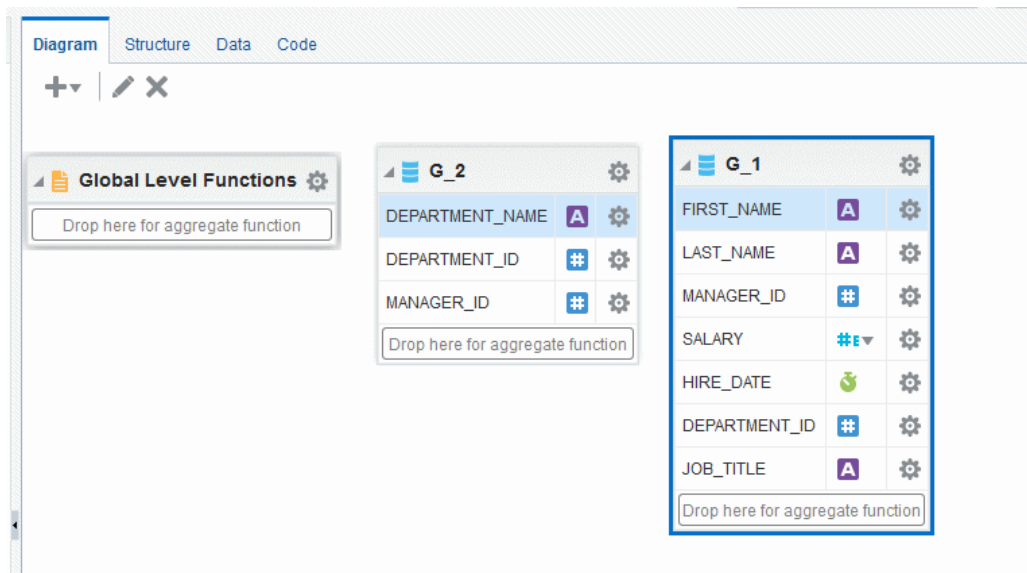 Diagram Structure Data Code
Global Level Functions
Drop here for aggregate function
G_2
DEPARTMENT_NAME A
DEPARTMENT_ID #
MANAGER_ID #
Drop here for aggregate function
G_1
FIRST_NAME A
LAST_NAME A
MANAGER_ID #
SALARY #E
HIRE_DATE
DEPARTMENT_ID #
JOB_TITLE A
Drop here for aggregate function